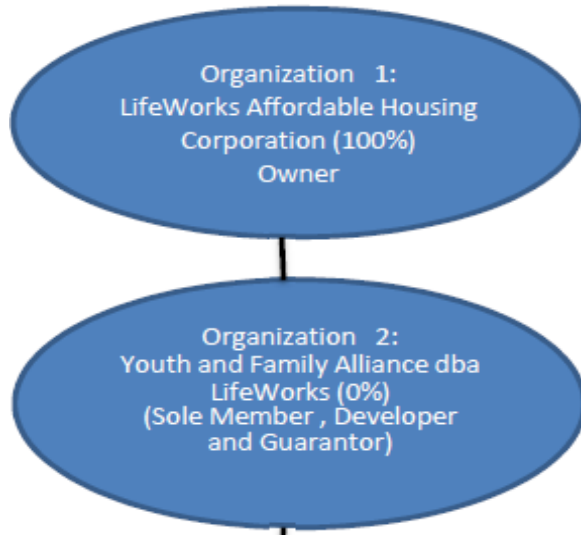 Organization 1:
LifeWorks Affordable Housing
Corporation (100%)
Owner
Organization 2:
Youth and Family Alliance dba
LifeWorks (0%)
(Sole Member , Developer
and Guarantor)